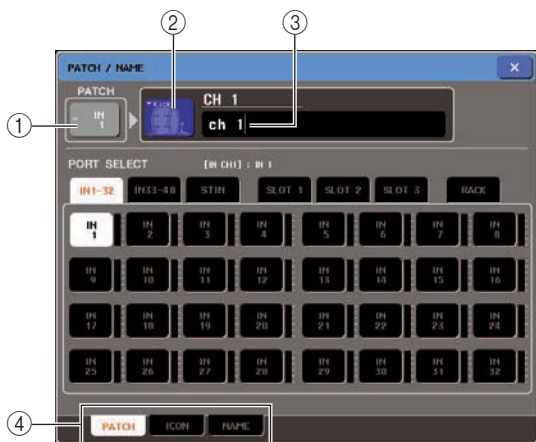 ② ③
PATCH / NAME ×
PATCH
① IN 1 Kick CH 1
ch 1
PORT SELECT [IN CH1] : IN 1
IN1-32 IN33-48 STIN SLOT 1 SLOT 2 SLOT 3 RACK
IN 1 IN 2 IN 3 IN 4 IN 5 IN 6 IN 7 IN 8
IN 9 IN 10 IN 11 IN 12 IN 13 IN 14 IN 15 IN 16
IN 17 IN 18 IN 19 IN 20 IN 21 IN 22 IN 23 IN 24
IN 25 IN 26 IN 27 IN 28 IN 29 IN 30 IN 31 IN 32
④ PATCH ICON NAME